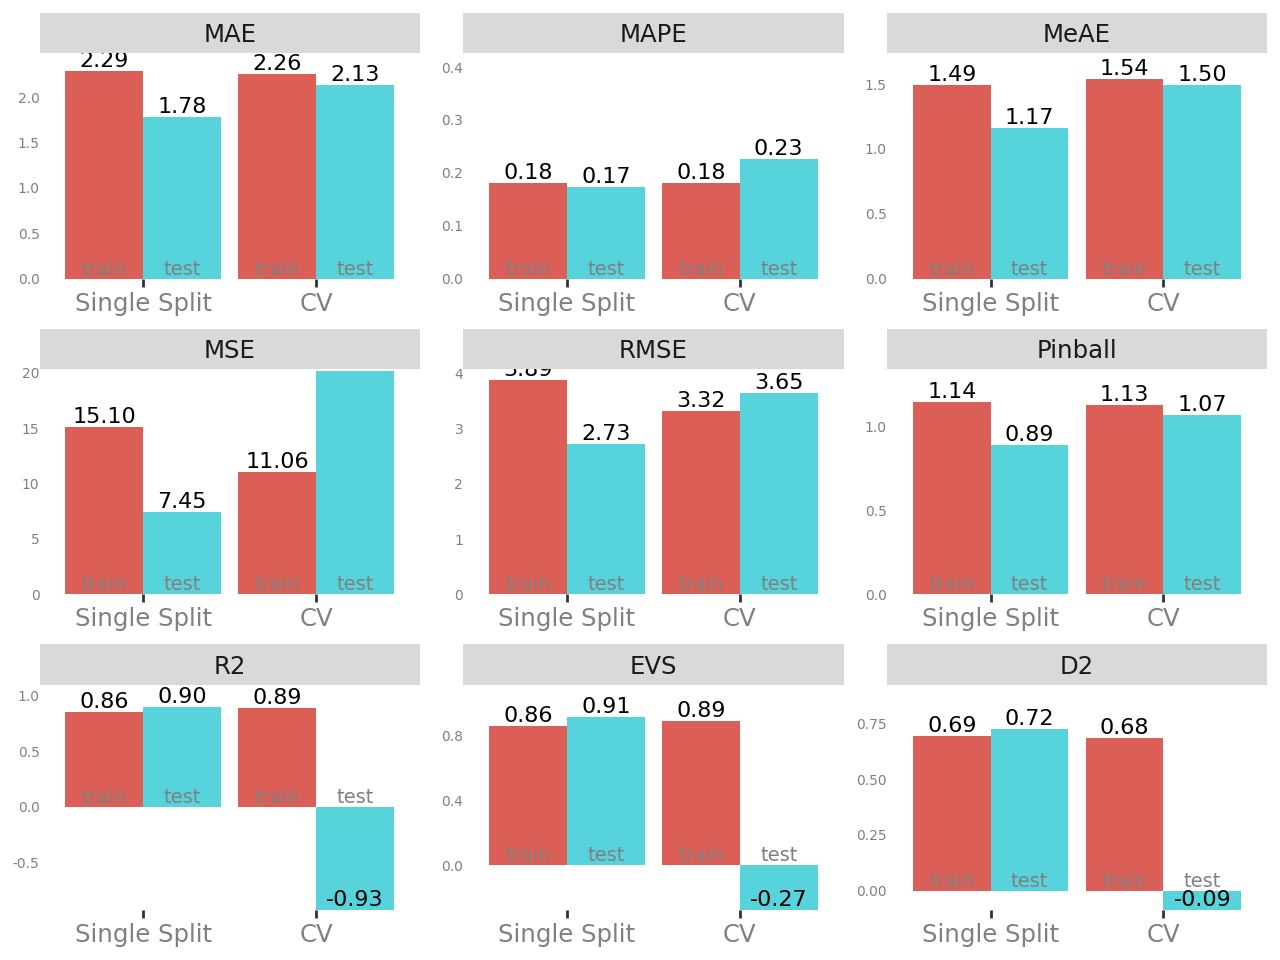 MAE
MAPE
MeAE
2.29
1.78
2.26
2.13
0.18
0.17
0.18
0.23
1.49
1.17
1.54
1.50
2.0
1.5
1.0
0.5
0.0
0.4
0.3
0.2
0.1
0.0
1.5
1.0
0.5
0.0
train
test
train
test
train
test
train
test
train
test
train
test
Single Split
CV
Single Split
CV
Single Split
CV
MSE
RMSE
Pinball
15.10
7.45
11.06
3.89
2.73
3.32
3.65
1.14
0.89
1.13
1.07
20
15
10
5
0
4
3
2
1
0
1.0
0.5
0.0
train
test
train
test
train
test
train
test
train
test
train
test
Single Split
CV
Single Split
CV
Single Split
CV
R2
EVS
D2
0.86
0.90
0.89
-0.93
0.86
0.91
0.89
-0.27
0.69
0.72
0.68
-0.09
1.0
0.5
0.0
-0.5
0.8
0.4
0.0
0.75
0.50
0.25
0.00
train
test
train
test
train
test
train
test
train
test
train
test
Single Split
CV
Single Split
CV
Single Split
CV